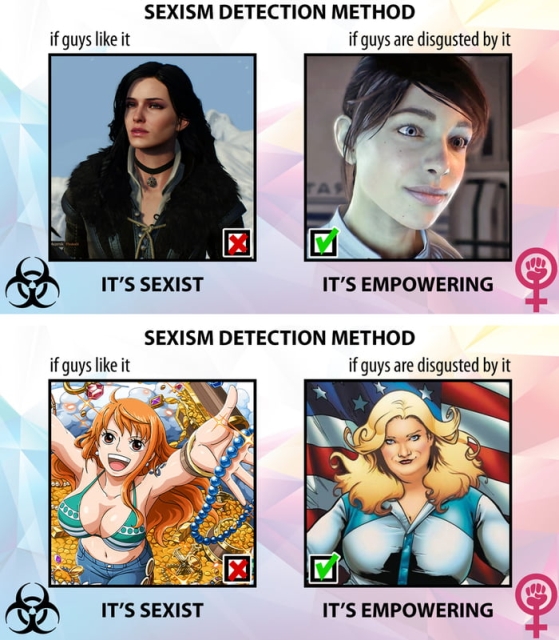 SEXISM DETECTION METHOD
if guys like it
if guys are disgusted by it
IT'S SEXIST
IT'S EMPOWERING
SEXISM DETECTION METHOD
if guys like it
if guys are disgusted by it
IT'S SEXIST
IT'S EMPOWERING